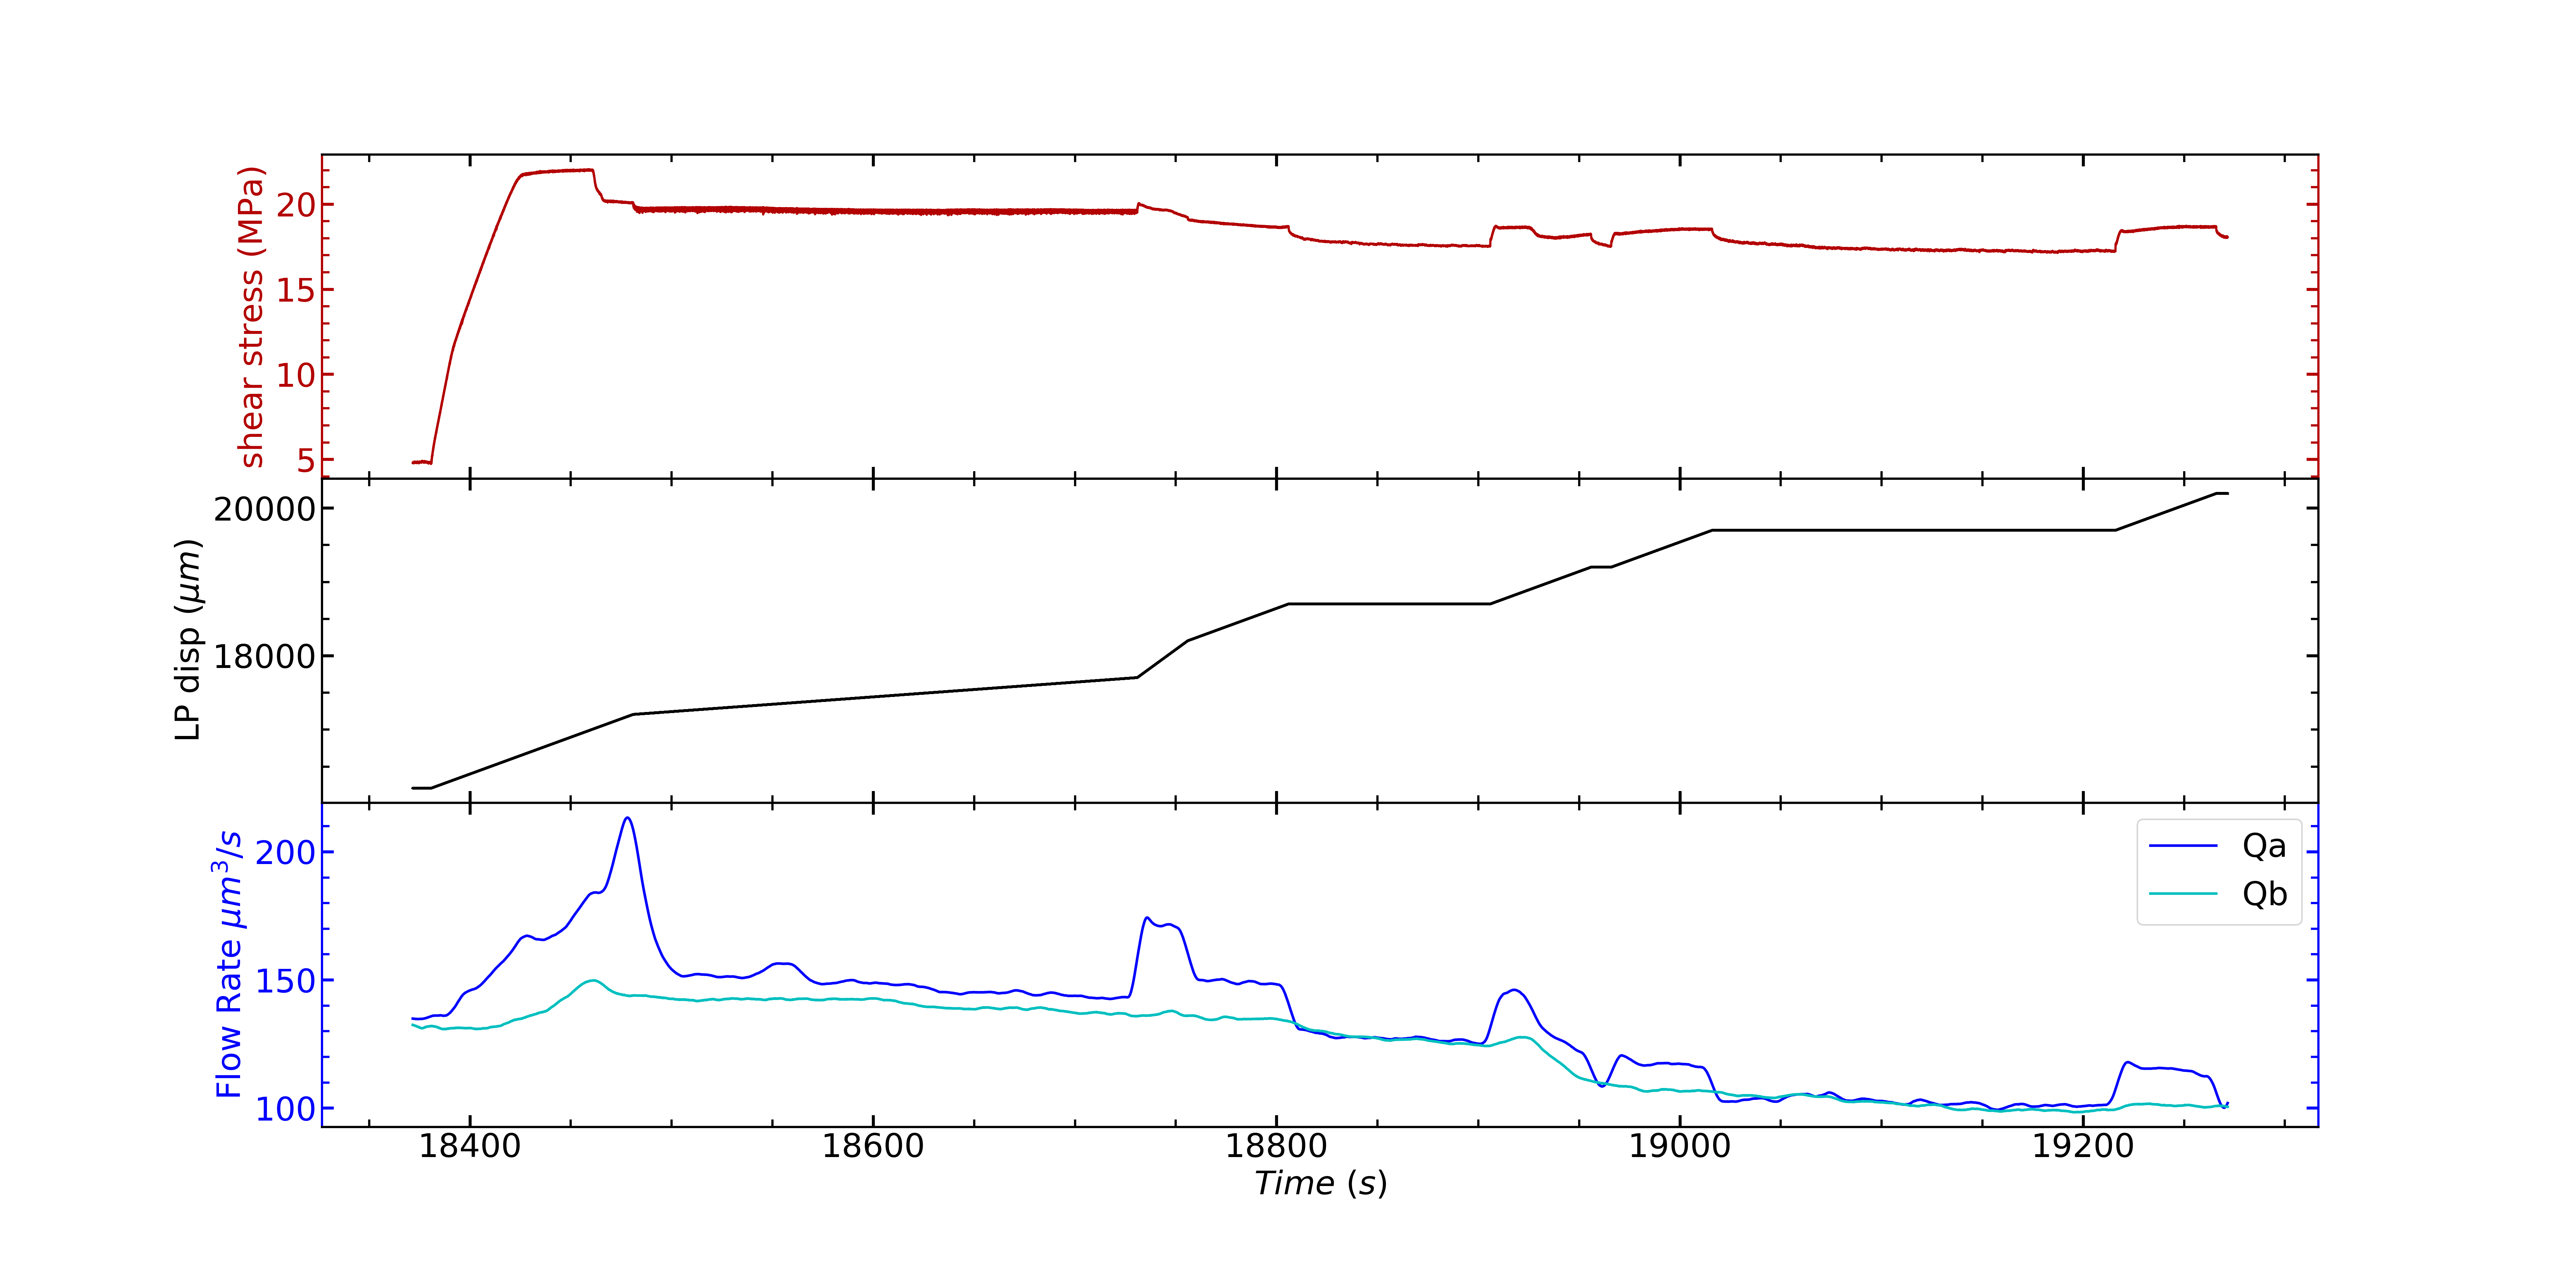 shear stress (MPa)
20
15
10
5
LP disp (μm)
20000
18000
Flow Rate μm³/s
200
150
100
Qa
Qb
18400 18600 18800 19000 19200
Time (s)